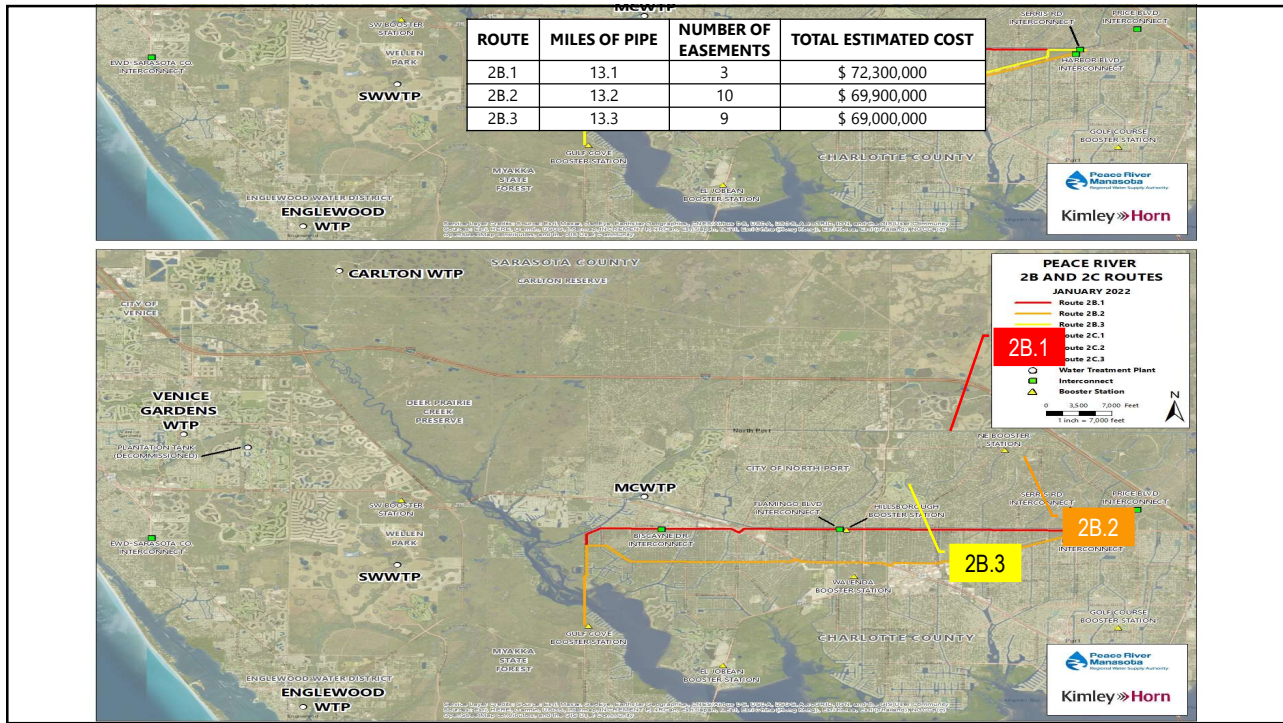 MCWTP
SERRIS RD
INTERCONNECT
PRICE BLVD
INTERCONNECT
SW BOOSTER
STATION
WELLEN
PARK
EWD-SARASOTA CO.
INTERCONNECT
SWWTP
ROUTE MILES OF PIPE NUMBER OF EASEMENTS TOTAL ESTIMATED COST
2B.1 13.1 3 $ 72,300,000
2B.2 13.2 10 $ 69,900,000
2B.3 13.3 9 $ 69,000,000
HARBOR BLVD
INTERCONNECT
GOLF COURSE
BOOSTER STATION
GULF COVE
BOOSTER STATION
CHARLOTTE COUNTY
MYAKKA
STATE
FOREST
EL JOBEAN
BOOSTER STATION
ENGLEWOOD WATER DISTRICT
ENGLEWOOD
WTP
Peace River
Manasota
Regional Water Supply Authority
Kimley»Horn
SARASOTA COUNTY
CARLTON WTP
CARLTON RESERVE
CITY OF
VENICE
PEACE RIVER
2B AND 2C ROUTES
JANUARY 2022
Route 2B.1
Route 2B.2
Route 2B.3
Route 2C.1
oute 2C.2
oute 2C.3
Water Treatment Plant
Interconnect
Booster Station
N
0 3,500 7,000 Feet
1 inch = 7,000 feet
2B.1
VENICE
GARDENS
WTP
DEER PRAIRIE
CREEK
PRESERVE
PLANTATION TANK
(DECOMMISSIONED)
North Port
NE BOOSTER
STATION
CITY OF NORTH PORT
MCWTP
FLAMINGO BLVD
INTERCONNECT
HILLSBOROUGH
BOOSTER STATION
SERRIS RD
INTERCONNECT
PRICE BLVD
INTERCONNECT
SW BOOSTER
STATION
WELLEN
PARK
BISCAYNE DR
INTERCONNECT
EWD-SARASOTA CO.
INTERCONNECT
2B.2
INTERCONNECT
2B.3
SWWTP
WALENDA
BOOSTER STATION
GOLF COURSE
BOOSTER STATION
GULF COVE
BOOSTER STATION
CHARLOTTE COUNTY
MYAKKA
STATE
FOREST
EL JOBEAN
BOOSTER STATION
ENGLEWOOD WATER DISTRICT
ENGLEWOOD
WTP
Peace River
Manasota
Regional Water Supply Authority
Kimley»Horn